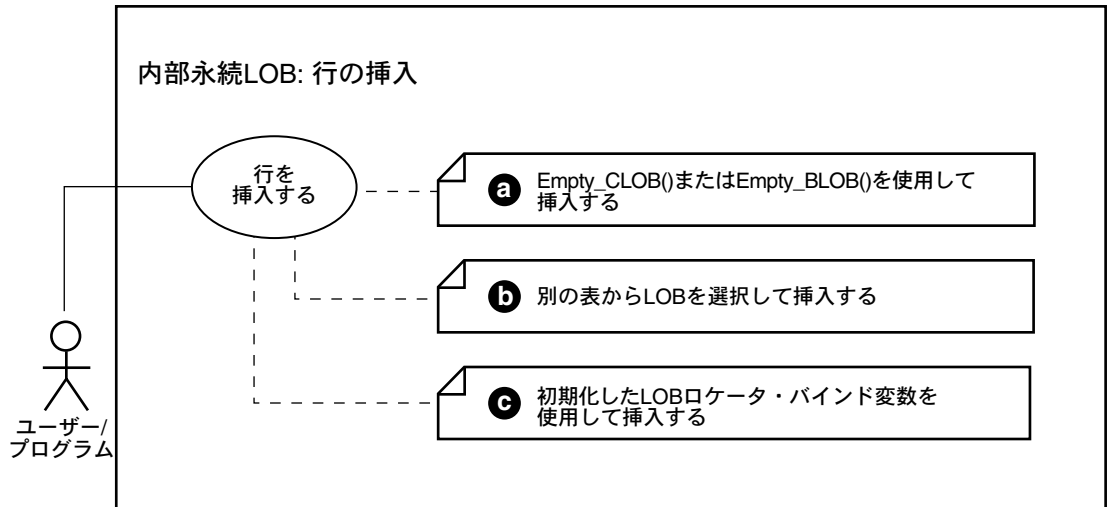 内部永続LOB: 行の挿入
行を
挿入する
a Empty_CLOB()またはEmpty_BLOB()を使用して
挿入する
b 別の表からLOBを選択して挿入する
c 初期化したLOBロケータ・バインド変数を
使用して挿入する
ユーザー/
プログラム